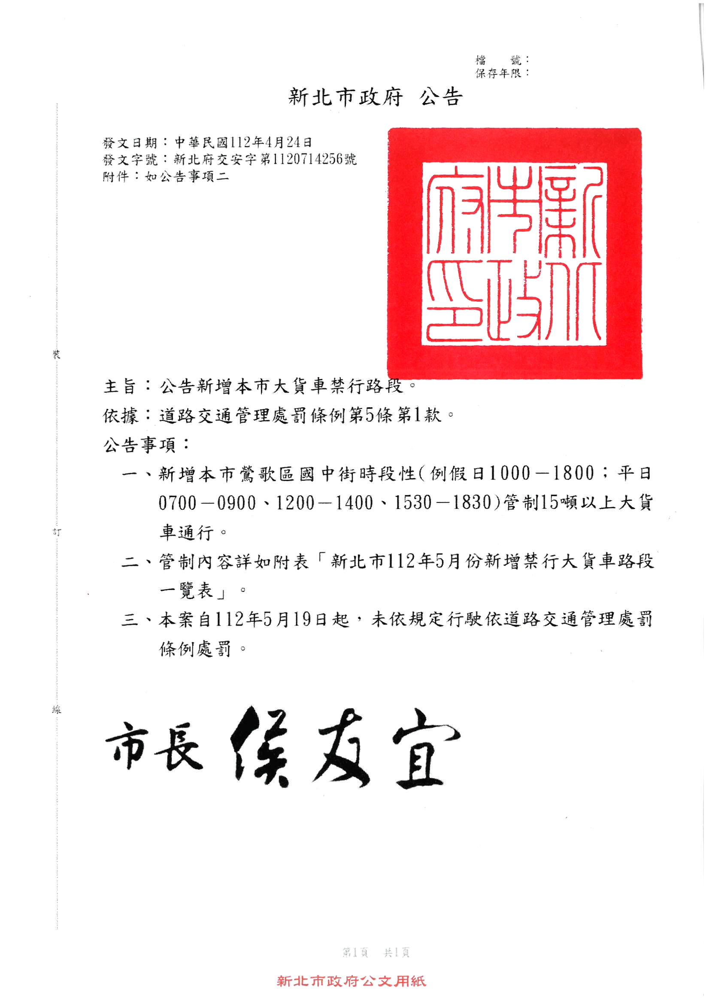 檔　　號：
保存年限：
新北市政府 公告
發文日期：中華民國112年4月24日
發文字號：新北府交安字第1120714256號
附件：如公告事項二
新北市政府印
主旨：公告新增本市大貨車禁行路段。
依據：道路交通管理處罰條例第5條第1款。
公告事項：
一、新增本市鶯歌區國中街時段性(例假日1000－1800；平日
0700－0900、1200－1400、1530－1830)管制15噸以上大貨
車通行。
二、管制內容詳如附表「新北市112年5月份新增禁行大貨車路段
一覽表」。
三、本案自112年5月19日起，未依規定行駛依道路交通管理處罰
條例處罰。
市長 侯友宜
裝
訂
線
第1頁　共1頁
新北市政府公文用紙